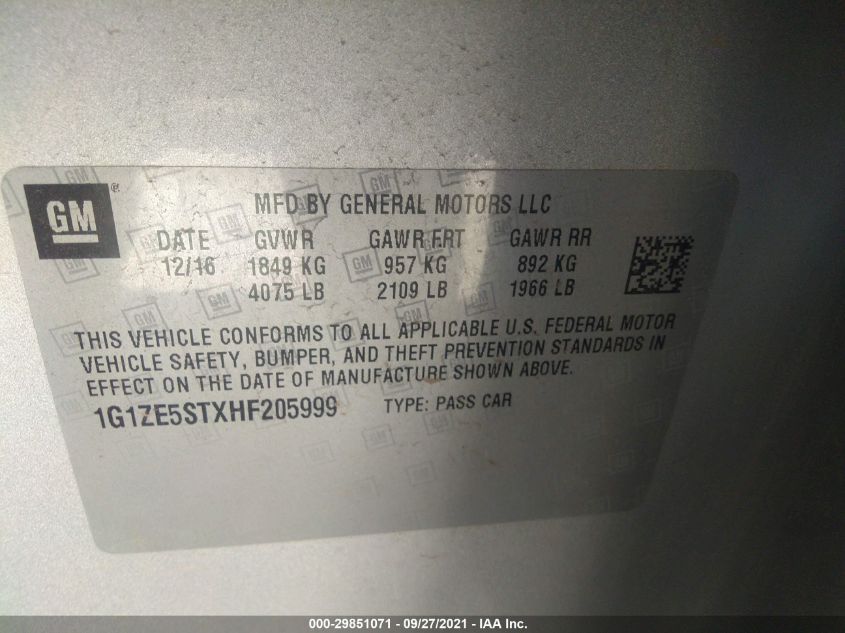 GM ®
MFD BY GENERAL MOTORS LLC
DATE GVWR GAWR FRT GAWR RR
12/16 1849 KG 957 KG 892 KG
4075 LB 2109 LB 1966 LB
THIS VEHICLE CONFORMS TO ALL APPLICABLE U.S. FEDERAL MOTOR
VEHICLE SAFETY, BUMPER, AND THEFT PREVENTION STANDARDS IN
EFFECT ON THE DATE OF MANUFACTURE SHOWN ABOVE.
1G1ZE5STXHF205999 TYPE: PASS CAR
000-29851071 - 09/27/2021 - IAA Inc.